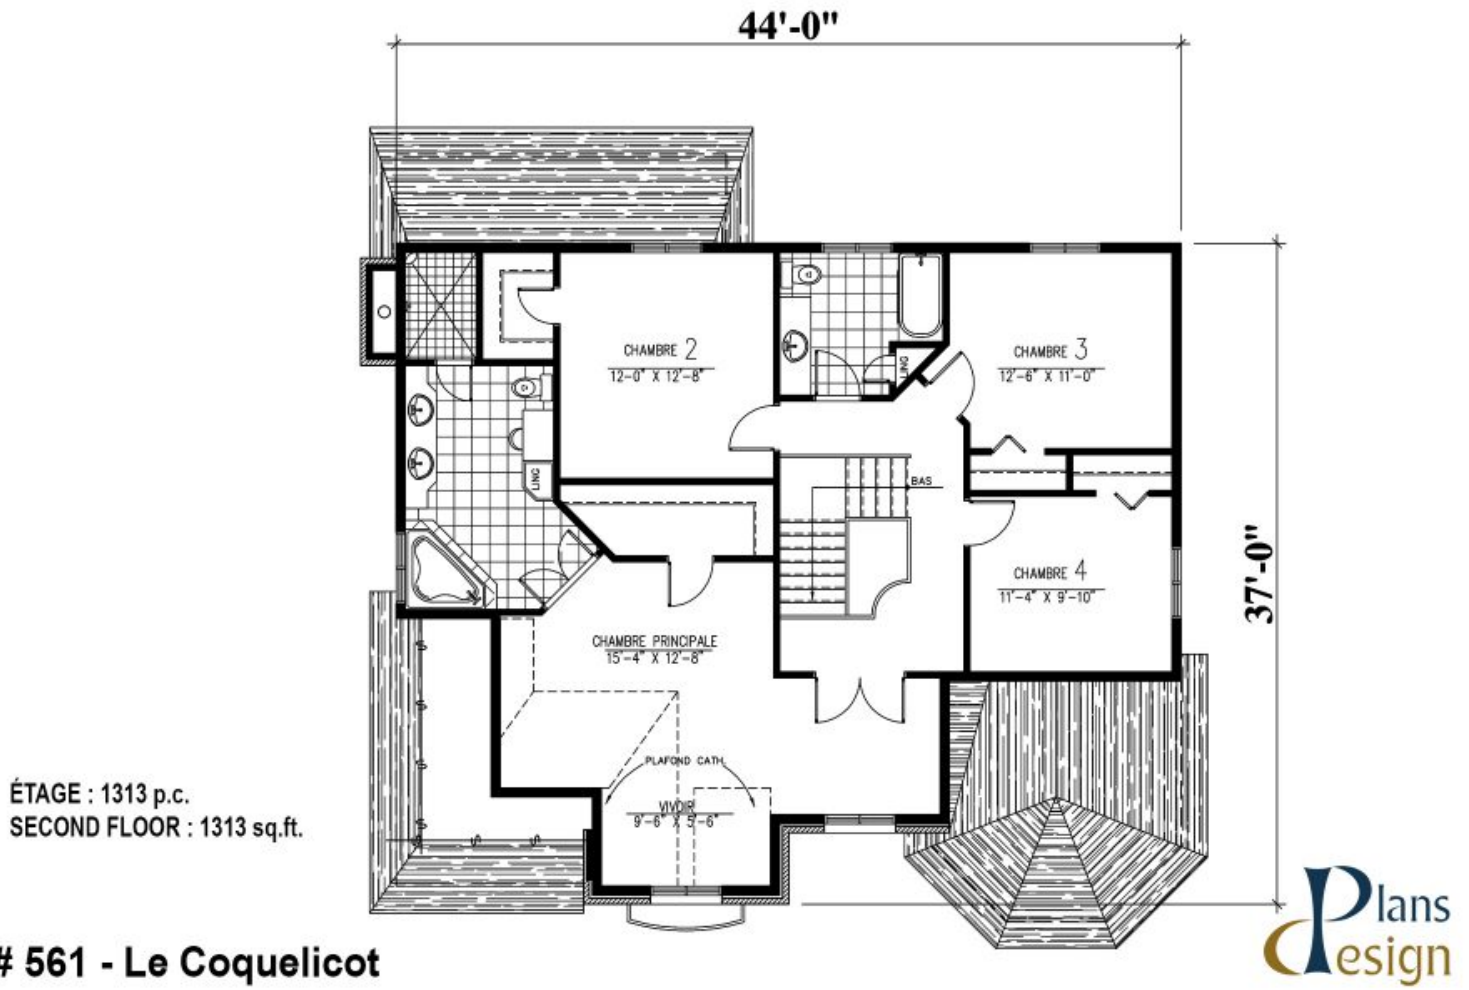 44'-0"
CHAMBRE 2
12'-0" X 12'-8"
LING
CHAMBRE 3
12'-6" X 11'-0"
LING
BAS
37'-0"
CHAMBRE 4
11'-4" X 9'-10"
CHAMBRE PRINCIPALE
15'-4" X 12'-8"
PLAFOND CATH.
VIVOIR
9'-6" X 5'-6"
ÉTAGE : 1313 p.c.
SECOND FLOOR : 1313 sq.ft.
# 561 - Le Coquelicot
Plans
Design